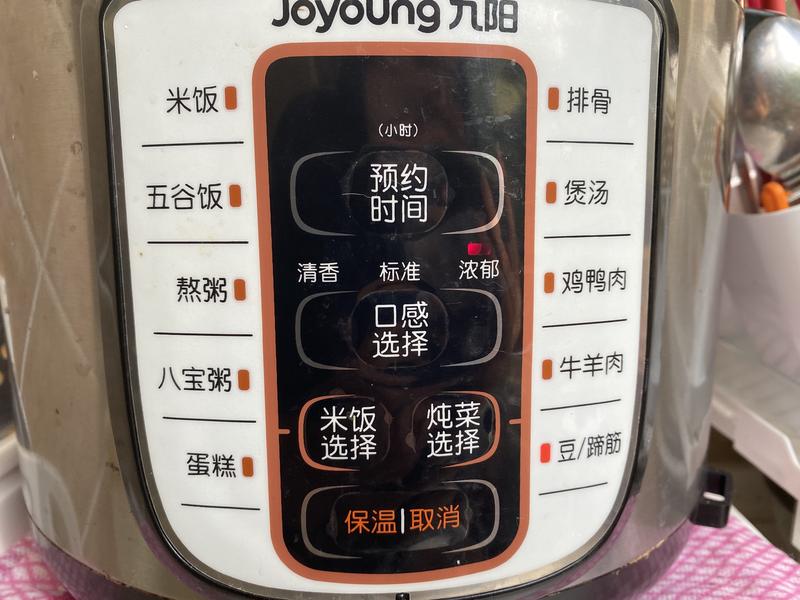 Joyoung 九阳
米饭
五谷饭
熬粥
八宝粥
蛋糕
(小时)
预约
时间
清香 标准 浓郁
口感
选择
米饭
选择
炖菜
选择
保温|取消
排骨
煲汤
鸡鸭肉
牛羊肉
豆/蹄筋